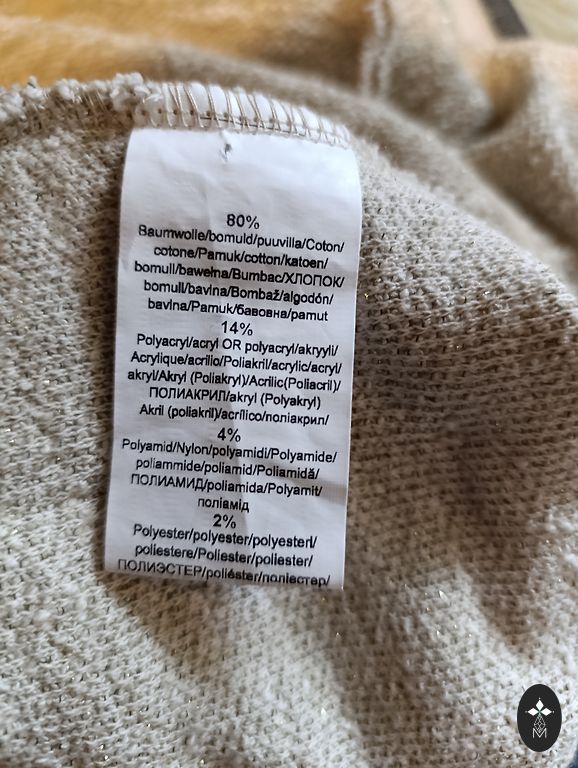 80%
Baumwolle/bomuld/puuvilla/Coton/
cotone/Pamuk/cotton/katoen/
bomull/bawełna/Bumbac/ХЛОПОК/
bomull/bavlna/Bombaž/algodón/
bavlna/Pamuk/бавовна/pamut
14%
Polyacryl/acryl OR polyacryl/akryyli/
Acrylique/acrilio/Poliakril/acrylic/acryl/
akryl/Akryl (Poliakryl)/Acrilic(Poliacril)/
ПОЛИАКРИЛ/akryl (Polyakryl)
Akril (poliakril)/acrílico/поліакрил/
4%
Polyamid/Nylon/polyamidi/Polyamide/
poliammide/poliamid/Poliamidă/
ПОЛИАМИД/poliamida/Polyamit/
поліамід
2%
Polyester/polyester/polyesteri/
poliestere/Poliester/poliester/
ПОЛИЭСТЕР/poliéster/поліестер/
M